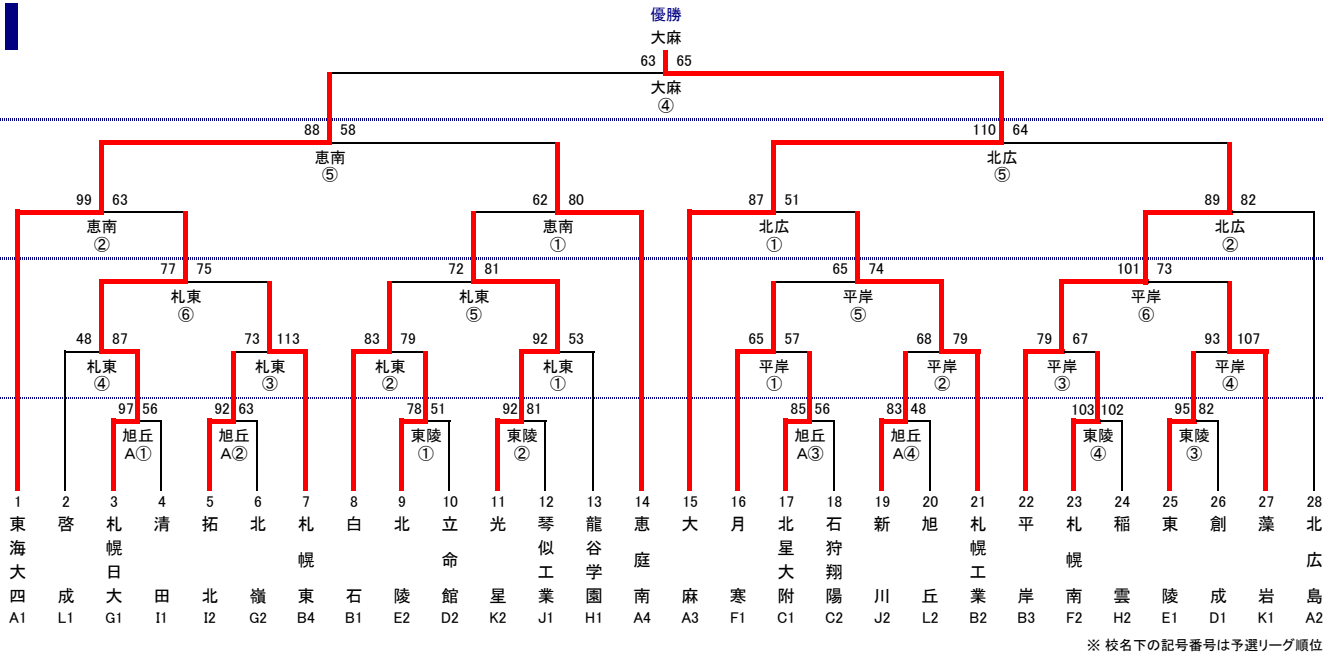 優勝
大麻
63 65
大麻
④
88 58 110 64
恵南 北広
⑤ ⑤
99 63 62 80 87 51 89 82
恵南 恵南 北広 北広
② ① ① ②
77 75 72 81 65 74 101 73
札東 札東 平岸 平岸
⑥ ⑤ ⑤ ⑥
48 87 73 113 83 79 92 53 65 57 68 79 79 67 93 107
札東 札東 札東 札東 平岸 平岸 平岸 平岸
④ ③ ② ① ① ② ③ ④
97 56 92 63 78 51 92 81 85 56 83 48 103 102 95 82
旭丘 旭丘 東陵 東陵 旭丘 旭丘 東陵 東陵
A① A② ① ② A③ A④ ④ ③
1 2 3 4 5 6 7 8 9 10 11 12 13 14 15 16 17 18 19 20 21 22 23 24 25 26 27 28
東海大四
啓成
札幌日大
清田
拓北
北嶺
札幌東
白石
北陵
立命館
光星
琴似工業
龍谷学園
恵庭南
大麻
月寒
北星大附
石狩翔陽
新川
旭丘
札幌工業
平岸
札幌南
稲雲
東陵
創成
藻岩
北広島
A1 L1 G1 I1 I2 G2 B4 B1 E2 D2 K2 J1 H1 A4 A3 F1 C1 C2 J2 L2 B2 B3 F2 H2 E1 D1 K1 A2
※ 校名下の記号番号は予選リーグ順位